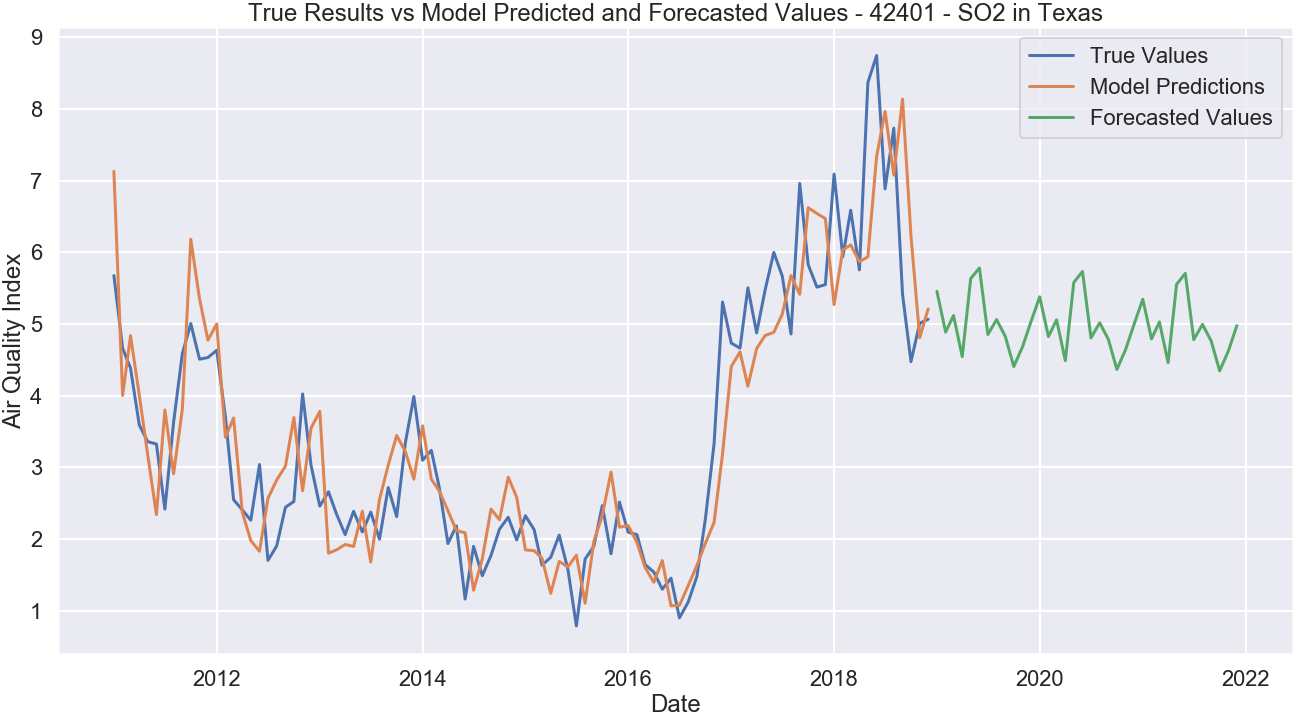 True Results vs Model Predicted and Forecasted Values - 42401 - SO2 in Texas
True Values
Model Predictions
Forecasted Values
Air Quality Index
9
8
7
6
5
4
3
2
1
2012 2014 2016 2018 2020 2022
Date